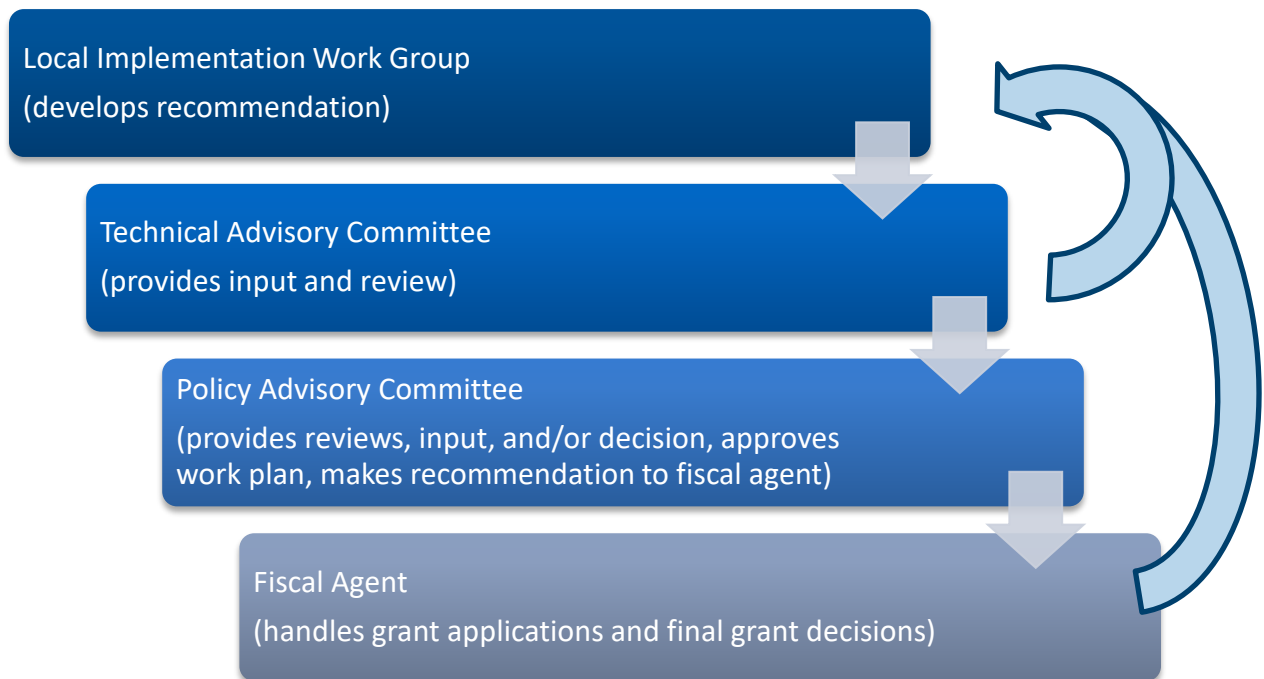 Local Implementation Work Group
(develops recommendation)
Technical Advisory Committee
(provides input and review)
Policy Advisory Committee
(provides reviews, input, and/or decision, approves
work plan, makes recommendation to fiscal agent)
Fiscal Agent
(handles grant applications and final grant decisions)